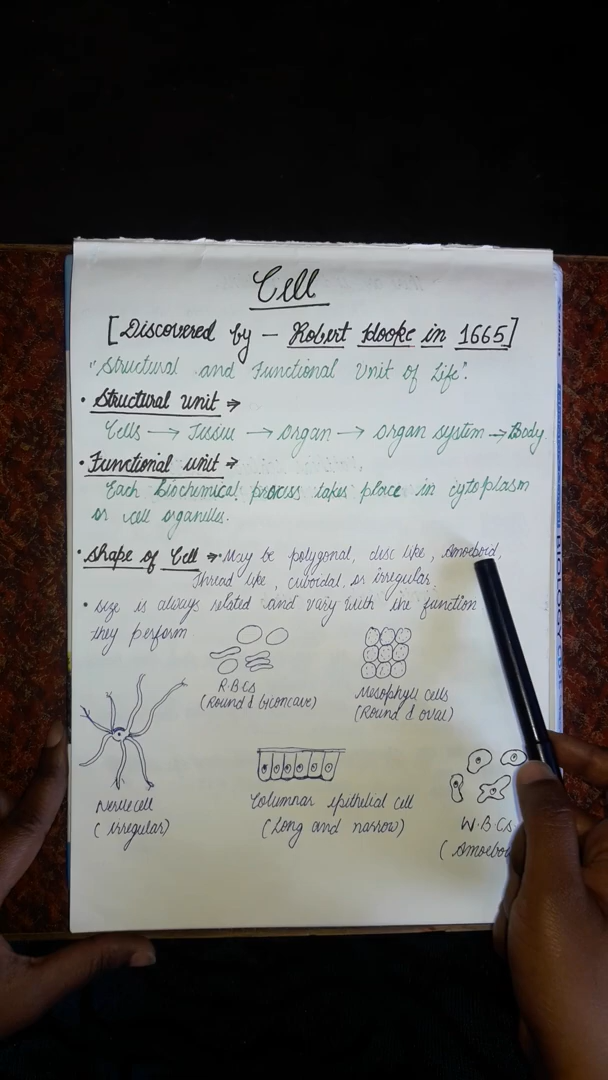 Cell
[Discovered by - Robert Hooke in 1665]
"Structural and Functional Unit of Life".
• Structural unit ⇒
Cells → Tissue → Organ → Organ system → Body
• Functional unit ⇒
Each biochemical process takes place in cytoplasm
or cell organelles.
• Shape of Cell ⇒ • May be polygonal, disc like, Amoeboid,
Thread like, cuboidal, or irregular.
• Size is always related and vary with the function
they perform
R.B.Cs
(Round & biconcave)
Mesophyll cells
(Round & oval)
Nerve cell
(irregular)
Columnar epithelial cell
(Long and narrow)
W.B.Cs
(Amoeboi
BIOLOGY